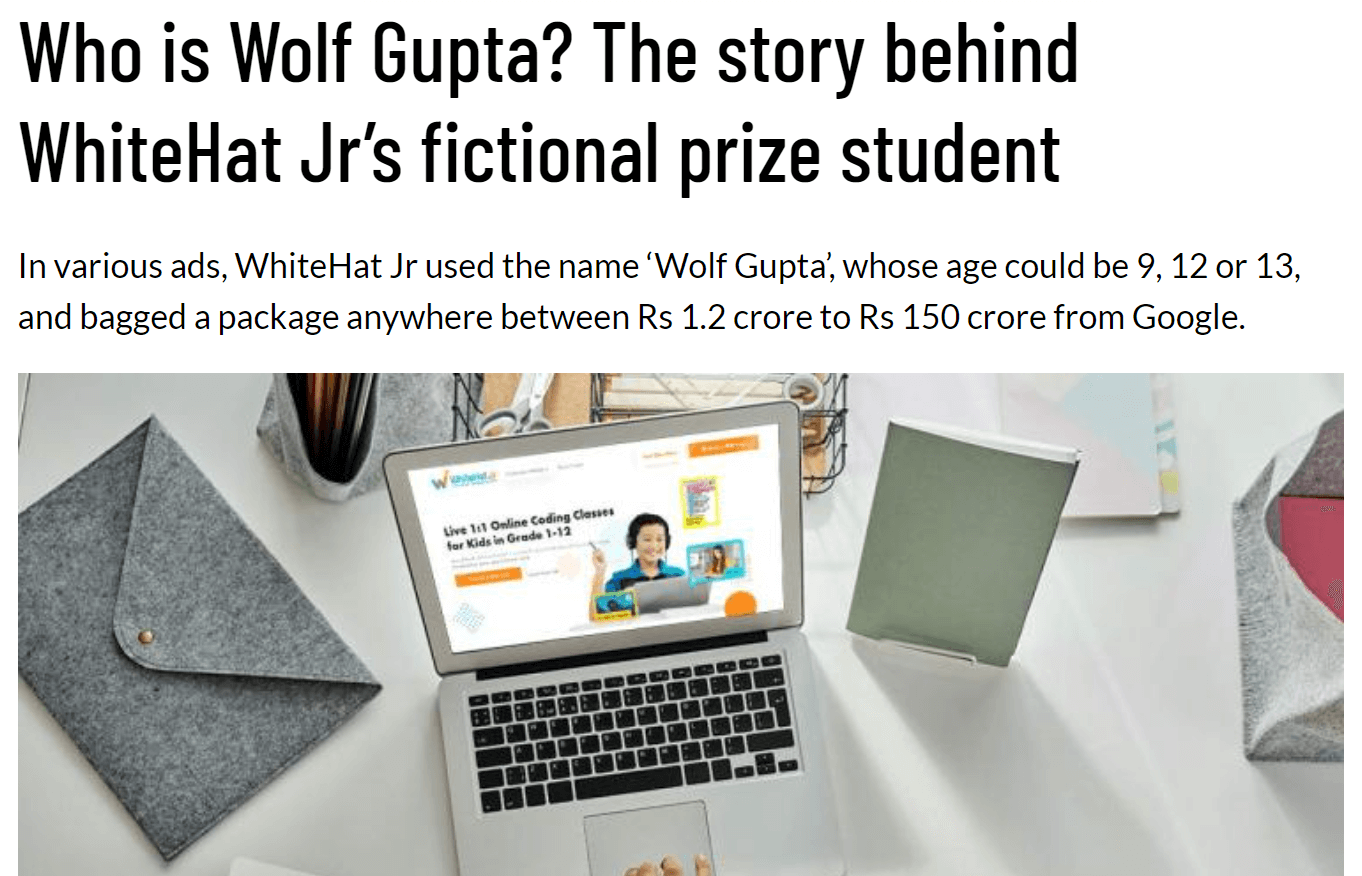 Who is Wolf Gupta? The story behind
WhiteHat Jr’s fictional prize student
In various ads, WhiteHat Jr used the name ‘Wolf Gupta’, whose age could be 9, 12 or 13,
and bagged a package anywhere between Rs 1.2 crore to Rs 150 crore from Google.
WhiteHat Jr
Live 1:1 Online Coding Classes
for Kids in Grade 1-12